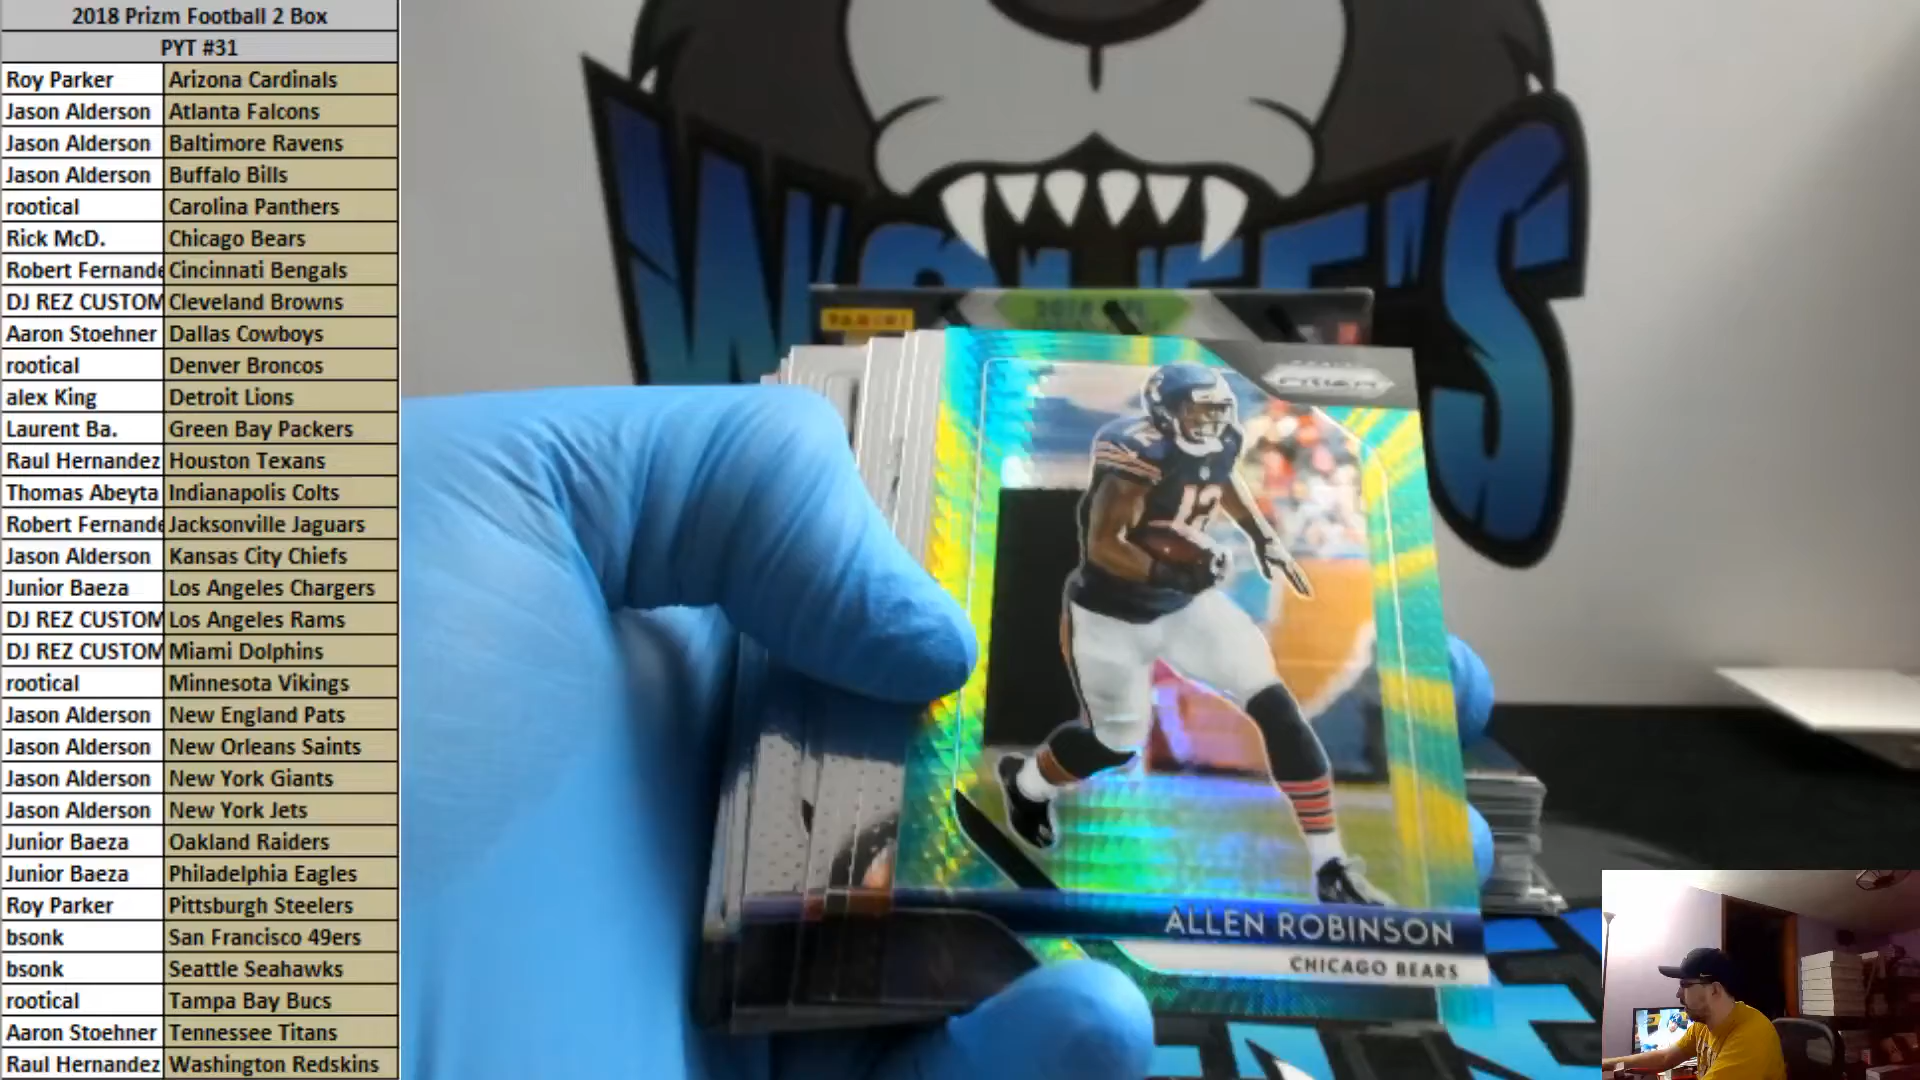 2018 Prizm Football 2 Box
PYT #31
Roy Parker Arizona Cardinals
Jason Alderson Atlanta Falcons
Jason Alderson Baltimore Ravens
Jason Alderson Buffalo Bills
rootical Carolina Panthers
Rick McD. Chicago Bears
Robert Fernande Cincinnati Bengals
DJ REZ CUSTOM Cleveland Browns
Aaron Stoehner Dallas Cowboys
rootical Denver Broncos
alex King Detroit Lions
Laurent Ba. Green Bay Packers
Raul Hernandez Houston Texans
Thomas Abeyta Indianapolis Colts
Robert Fernande Jacksonville Jaguars
Jason Alderson Kansas City Chiefs
Junior Baeza Los Angeles Chargers
DJ REZ CUSTOM Los Angeles Rams
DJ REZ CUSTOM Miami Dolphins
rootical Minnesota Vikings
Jason Alderson New England Pats
Jason Alderson New Orleans Saints
Jason Alderson New York Giants
Jason Alderson New York Jets
Junior Baeza Oakland Raiders
Junior Baeza Philadelphia Eagles
Roy Parker Pittsburgh Steelers
bsonk San Francisco 49ers
bsonk Seattle Seahawks
rootical Tampa Bay Bucs
Aaron Stoehner Tennessee Titans
Raul Hernandez Washington Redskins
PANINI
PRIZM
12
12
ALLEN ROBINSON
CHICAGO BEARS